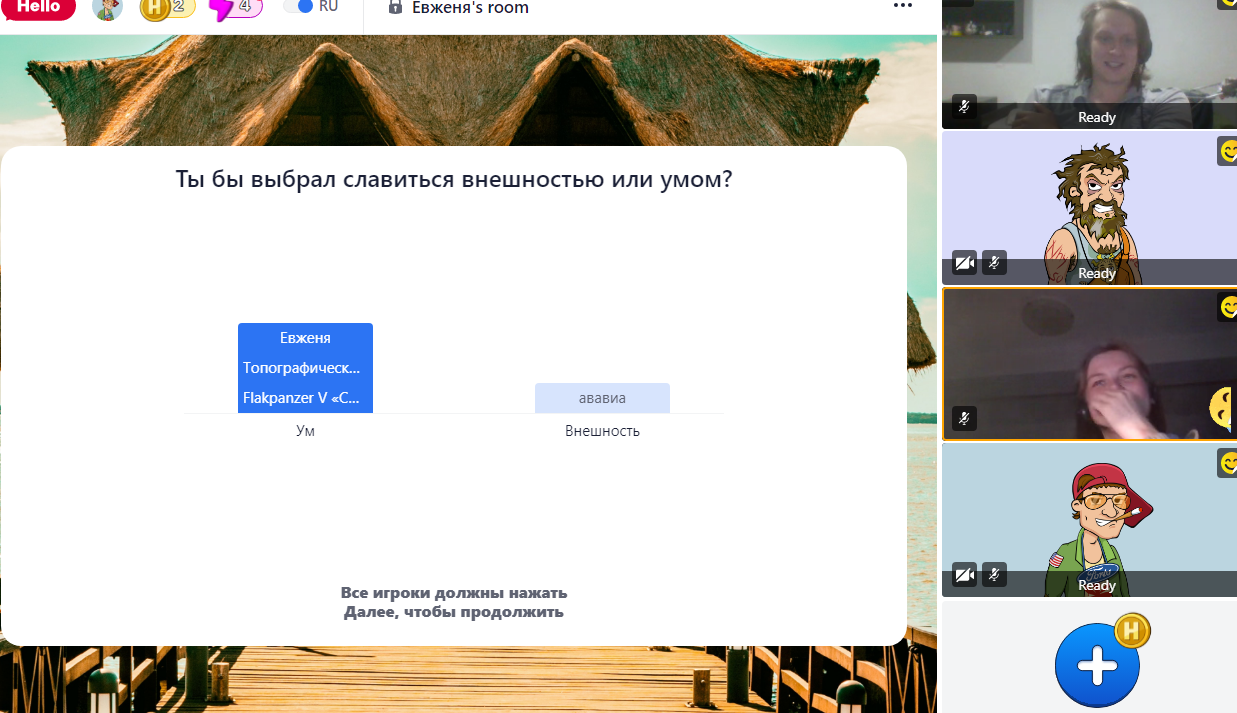 Hello
H 2
4
RU
Евженя's room
Ты бы выбрал славиться внешностью или умом?
Евженя
Топографическ...
Flakpanzer V «С...
Ум
ававиа
Внешность
Все игроки должны нажать
Далее, чтобы продолжить
Ready
Ready
Ready
H